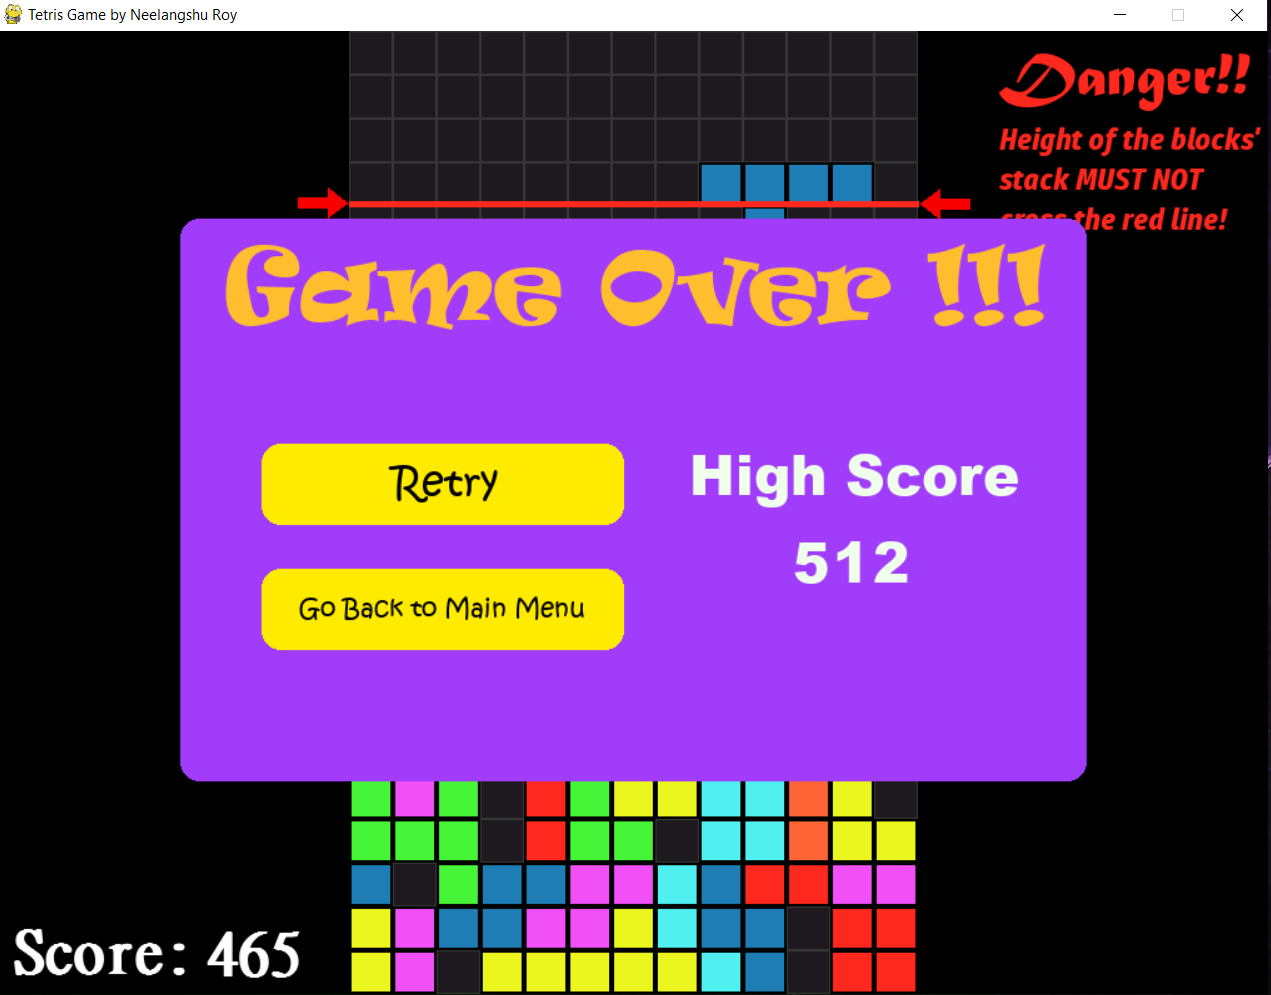 Tetris Game by Neelangshu Roy
Danger!!
Height of the blocks'
stack MUST NOT
cross the red line!
Game Over !!!
Retry
High Score
512
Go Back to Main Menu
Score: 465